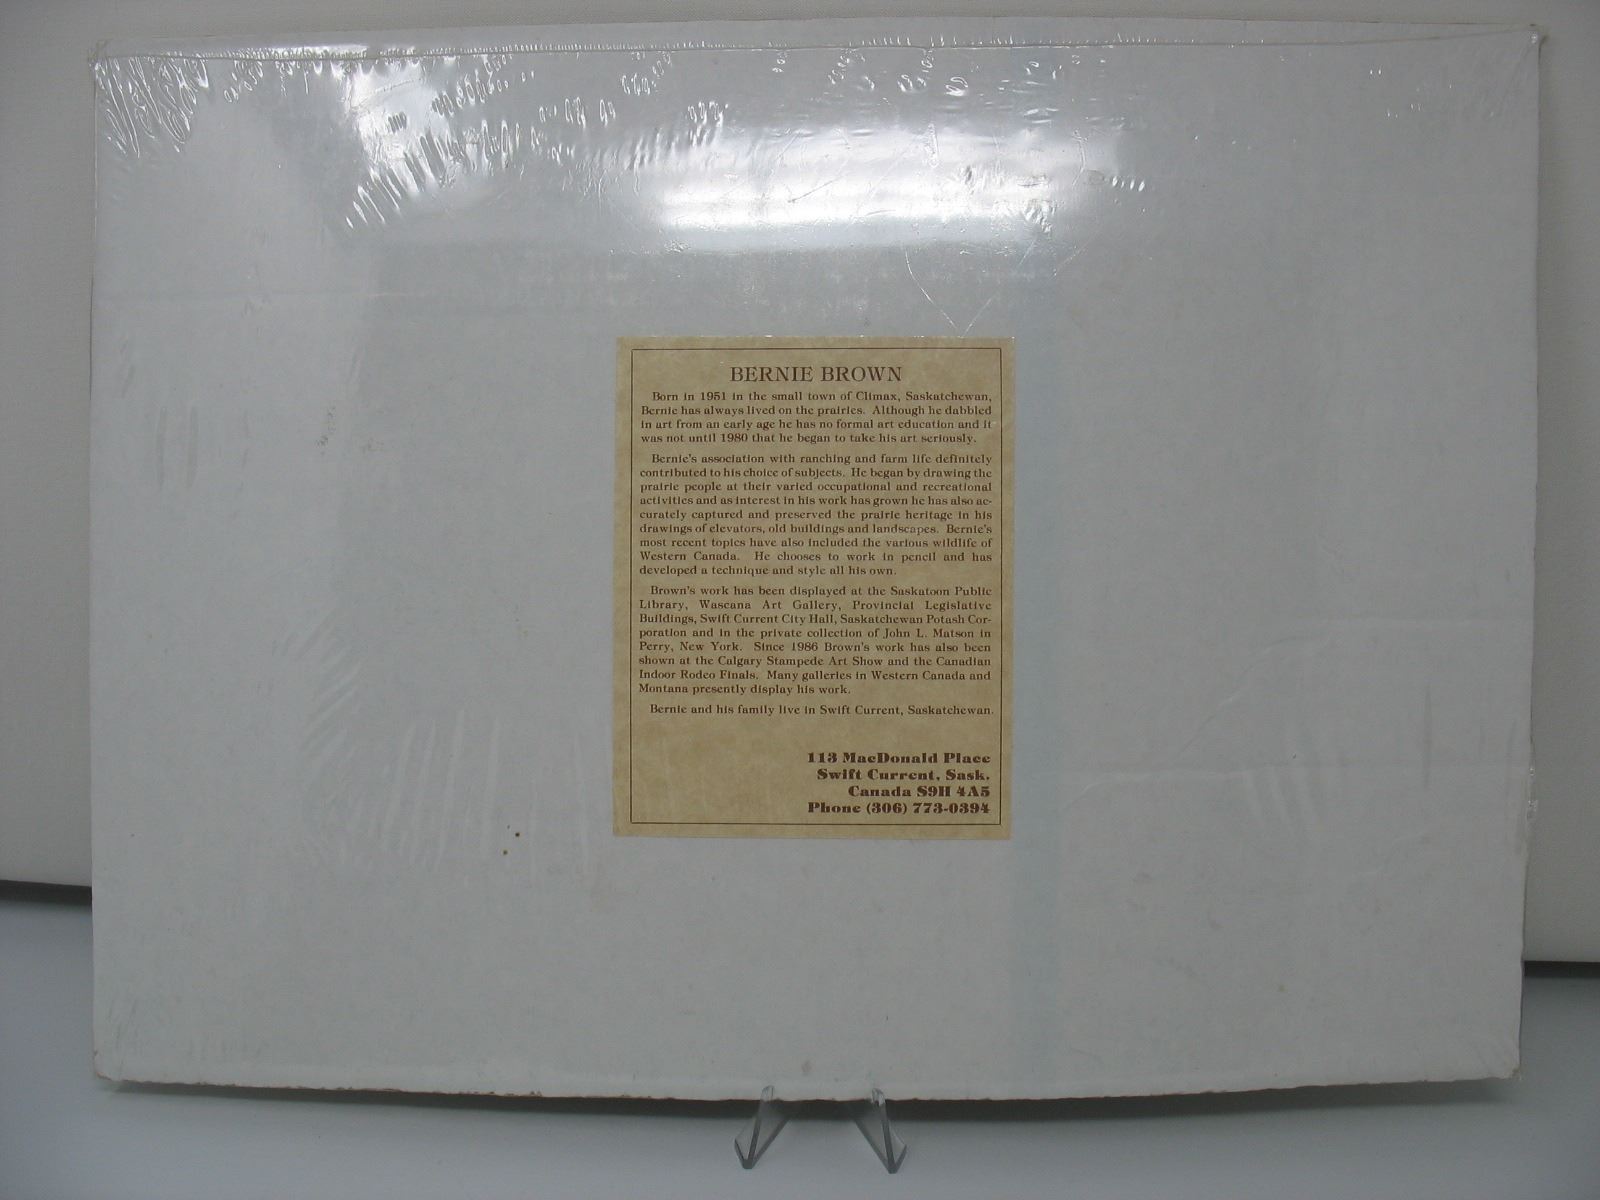 BERNIE BROWN
Born in 1951 in the small town of Climax, Saskatchewan,
Bernie has always lived on the prairies. Although he dabbled
in art from an early age he has no formal art education and it
was not until 1980 that he began to take his art seriously.
Bernie's association with ranching and farm life definitely
contributed to his choice of subjects. He began by drawing the
prairie people at their varied occupational and recreational
activities and as interest in his work has grown he has also ac-
curately captured and preserved the prairie heritage in his
drawings of elevators, old buildings and landscapes. Bernie's
most recent topics have also included the various wildlife of
Western Canada. He chooses to work in pencil and has
developed a technique and style all his own.
Brown's work has been displayed at the Saskatoon Public
Library, Wascana Art Gallery, Provincial Legislative
Buildings, Swift Current City Hall, Saskatchewan Potash Cor-
poration and in the private collection of John L. Matson in
Perry, New York. Since 1986 Brown's work has also been
shown at the Calgary Stampede Art Show and the Canadian
Indoor Rodeo Finals. Many galleries in Western Canada and
Montana presently display his work.
Bernie and his family live in Swift Current, Saskatchewan.
113 MacDonald Place
Swift Current, Sask.
Canada S9H 4A5
Phone (306) 773-0394